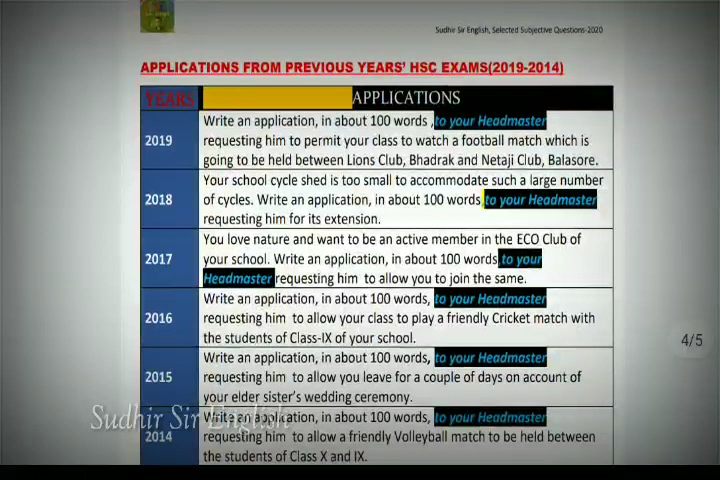 Sudhir Sir English, Selected Subjective Questions-2020
APPLICATIONS FROM PREVIOUS YEARS' HSC EXAMS(2019-2014)
YEARS APPLICATIONS
2019
Write an application, in about 100 words ,to your Headmaster
requesting him to permit your class to watch a football match which is
going to be held between Lions Club, Bhadrak and Netaji Club, Balasore.
2018
Your school cycle shed is too small to accommodate such a large number
of cycles. Write an application, in about 100 words,to your Headmaster
requesting him for its extension.
2017
You love nature and want to be an active member in the ECO Club of
your school. Write an application, in about 100 words,to your
Headmaster requesting him to allow you to join the same.
2016
Write an application, in about 100 words, to your Headmaster
requesting him to allow your class to play a friendly Cricket match with
the students of Class-IX of your school.
2015
Write an application, in about 100 words, to your Headmaster
requesting him to allow you leave for a couple of days on account of
your elder sister's wedding ceremony.
2014
Write an application, in about 100 words, to your Headmaster
requesting him to allow a friendly Volleyball match to be held between
the students of Class X and IX.
4/5
Sudhir Sir English